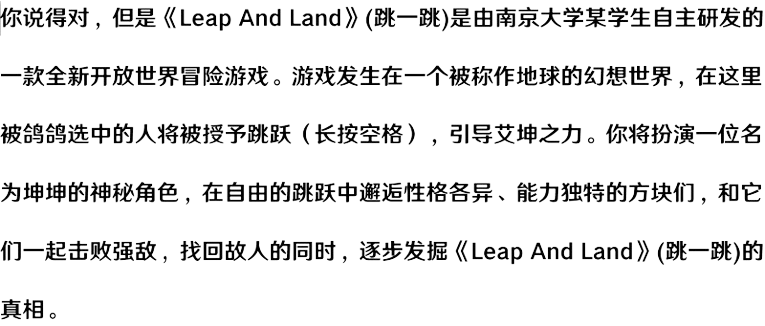 你说得对，但是《Leap And Land》(跳一跳)是由南京大学某学生自主研发的
一款全新开放世界冒险游戏。游戏发生在一个被称作地球的幻想世界，在这里
被鸽鸽选中的人将被授予跳跃（长按空格），引导艾坤之力。你将扮演一位名
为坤坤的神秘角色，在自由的跳跃中邂逅性格各异、能力独特的方块们，和它
们一起击败强敌，找回故人的同时，逐步发掘《Leap And Land》(跳一跳)的
真相。